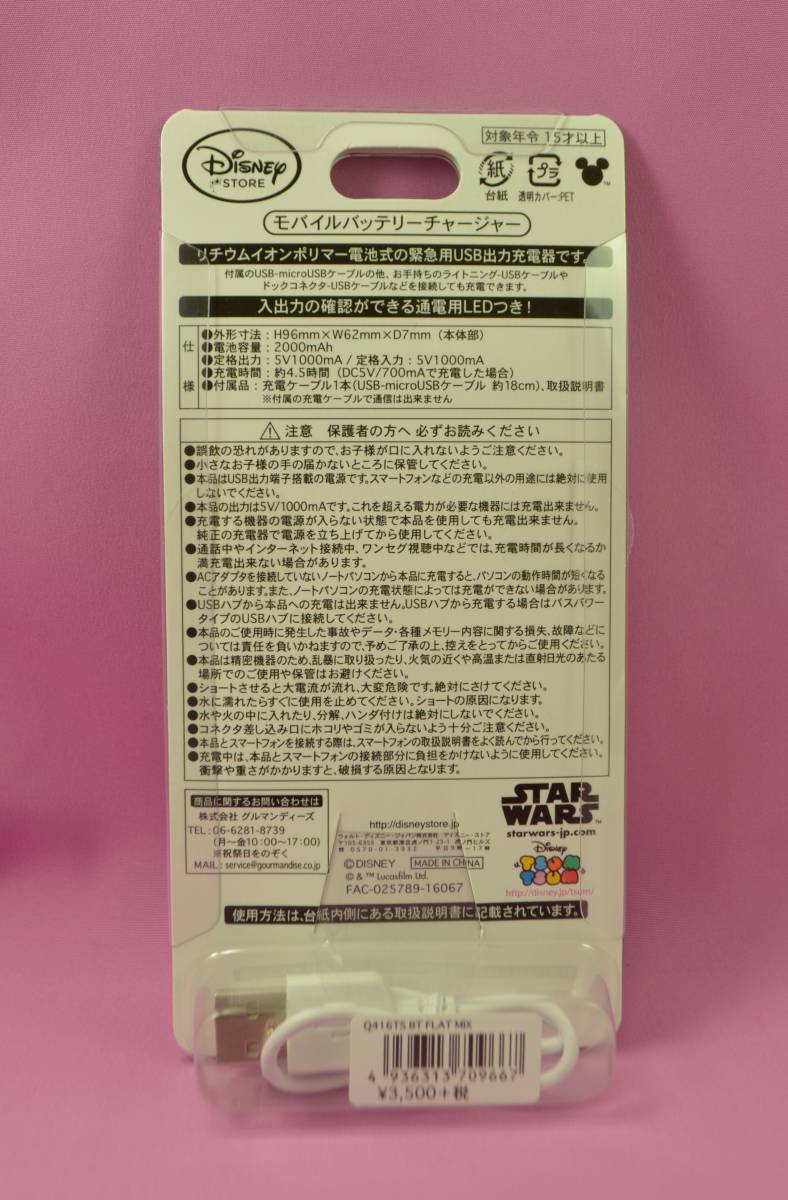 Disney
STORE
対象年令 15才以上
紙
台紙
プラ
透明カバー:PET
モバイルバッテリーチャージャー
リチウムイオンポリマー電池式の緊急用USB出力充電器です。
付属のUSB-microUSBケーブルの他、お手持ちのライトニング-USBケーブルや
ドックコネクタ-USBケーブルなどを接続しても充電できます。
入出力の確認ができる通電用LEDつき!
仕様
●外形寸法:H96mm×W62mm×D7mm(本体部)
●電池容量:2000mAh
●定格出力:5V1000mA / 定格入力:5V1000mA
●充電時間:約4.5時間(DC5V/700mAで充電した場合)
●付属品:充電ケーブル1本(USB-microUSBケーブル 約18cm)、取扱説明書
※付属の充電ケーブルで通信は出来ません
⚠注意 保護者の方へ 必ずお読みください
●誤飲の恐れがありますので、お子様が口に入れないようご注意ください。
●小さなお子様の手の届かないところに保管してください。
●本品はUSB出力端子搭載の電源です。スマートフォンなどの充電以外の用途には絶対に使用
しないでください。
●本品の出力は5V/1000mAです。これを超える電力が必要な機器には充電出来ません。
●充電する機器の電源が入らない状態で本品を使用しても充電出来ません。
純正の充電器で電源を立ち上げてから使用してください。
●通話中やインターネット接続中、ワンセグ視聴中などでは、充電時間が長くなるか
満充電出来ない場合があります。
●ACアダプタを接続していないノートパソコンから本品に充電すると、パソコンの動作時間が短くなる
ことがあります。また、ノートパソコンの充電状態によっては充電ができない場合があります。
●USBハブから本品への充電は出来ません。USBハブから充電する場合はバスパワー
タイプのUSBハブに接続してください。
●本品のご使用時に発生した事故やデータ・各種メモリー内容に関する損失、故障などに
ついては責任を負いかねますので、予めご了承の上、控えをとってからご使用ください。
●本品は精密機器のため、乱暴に取り扱ったり、火気の近くや高温または直射日光のあたる
場所でのご使用や保管はお避けください。
●ショートさせると大電流が流れ、大変危険です。絶対にさけてください。
●水に濡れたらすぐに使用を止めてください。ショートの原因になります。
●水や火の中に入れたり、分解、ハンダ付けは絶対にしないでください。
●コネクタ差し込み口にホコリやゴミが入らないよう十分ご注意ください。
●本品とスマートフォンを接続する際は、スマートフォンの取扱説明書をよく読んでから行ってください。
●充電中は、本品とスマートフォンの接続部分に負担をかけないように使用してください。
衝撃や重さがかかりますと、破損する原因となります。
商品に関するお問い合わせは
株式会社 グルマンディーズ
TEL:06-6281-8739
(月〜金10:00〜17:00)
※祝祭日をのぞく
MAIL:service@gourmandise.co.jp
http://disneystore.jp
ウォルト・ディズニー・ジャパン株式会社 ディズニー・ストア
〒105-6355 東京都港区虎ノ門1-23-1 虎ノ門ヒルズ
☎0570-01-3932 平日9時〜17時
©DISNEY MADE IN CHINA
© & ™ Lucasfilm Ltd.
FAC-025789-16067
STAR
WARS™
starwars-jp.com
Disney
TSUM
TSUM
http://disney.jp/tsum/
使用方法は、台紙内側にある取扱説明書に記載されています。
Q416TS BT FLAT MIX
4 936313 709667
¥3,500+税